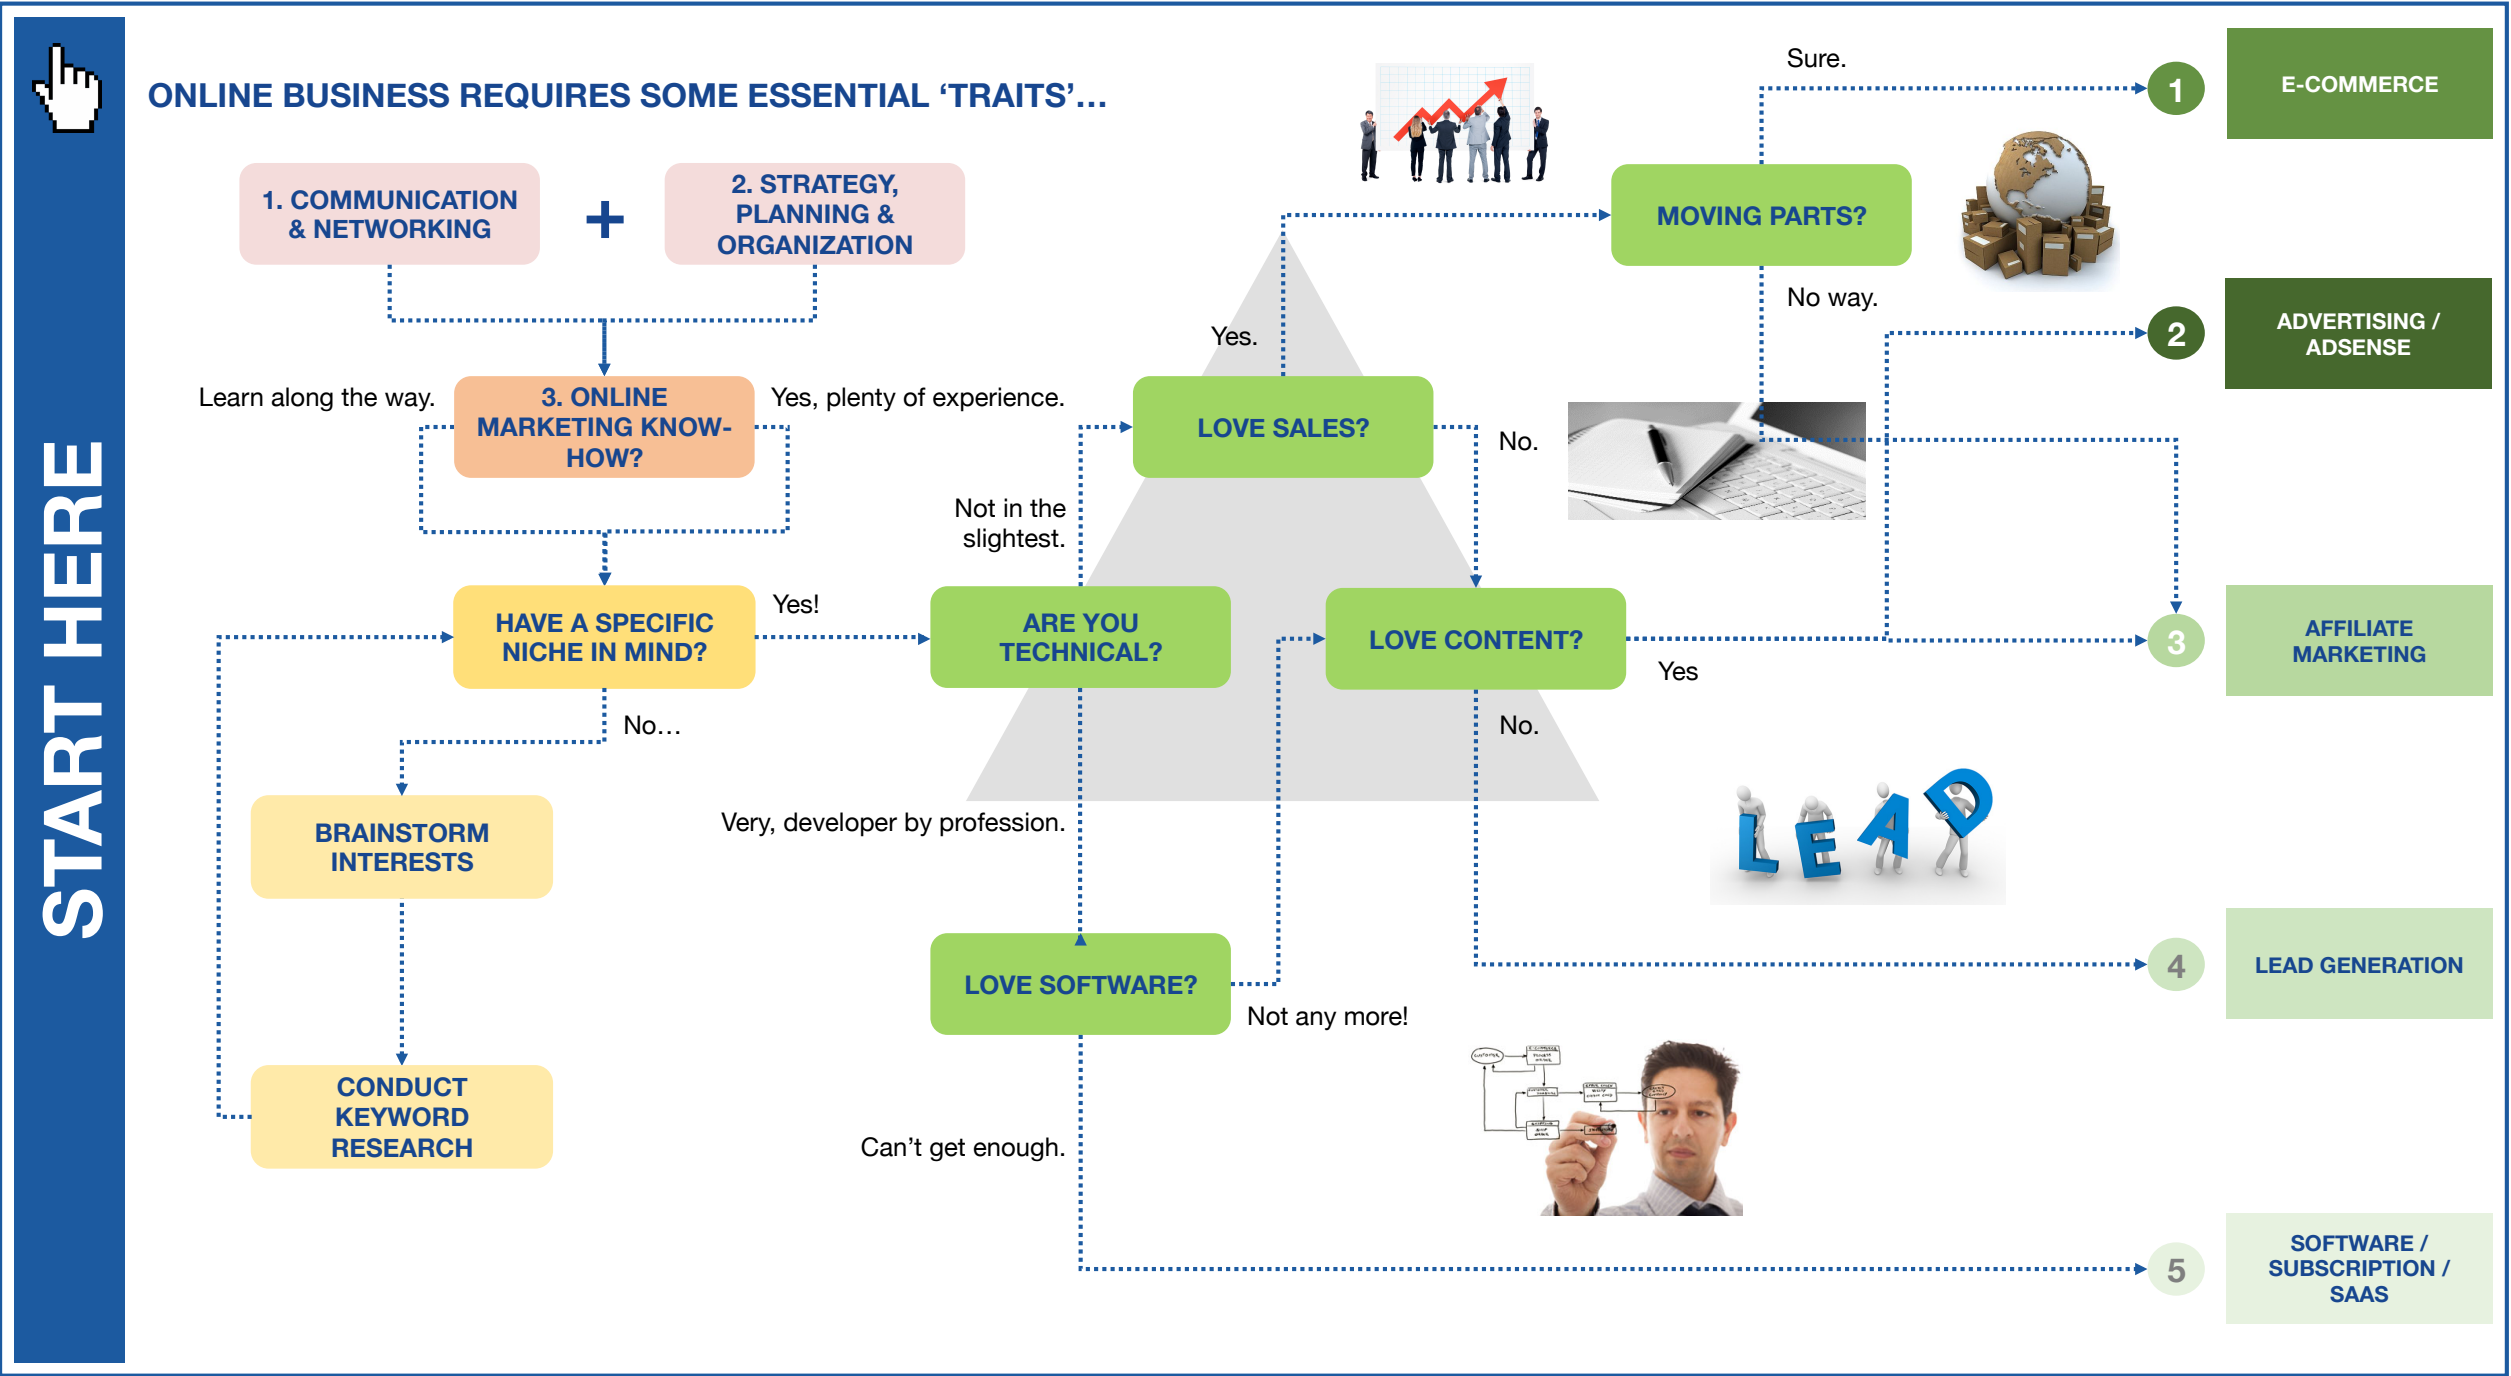 START HERE
ONLINE BUSINESS REQUIRES SOME ESSENTIAL ‘TRAITS’…
1. COMMUNICATION
& NETWORKING
+
2. STRATEGY,
PLANNING &
ORGANIZATION
Learn along the way.
3. ONLINE
MARKETING KNOW-
HOW?
Yes, plenty of experience.
HAVE A SPECIFIC
NICHE IN MIND?
Yes!
No…
BRAINSTORM
INTERESTS
CONDUCT
KEYWORD
RESEARCH
ARE YOU
TECHNICAL?
Not in the
slightest.
Very, developer by profession.
LOVE SOFTWARE?
Not any more!
Can’t get enough.
LOVE SALES?
Yes.
No.
LOVE CONTENT?
Yes
No.
MOVING PARTS?
Sure.
No way.
LEAD
1
E-COMMERCE
2
ADVERTISING /
ADSENSE
3
AFFILIATE
MARKETING
4
LEAD GENERATION
5
SOFTWARE /
SUBSCRIPTION /
SAAS